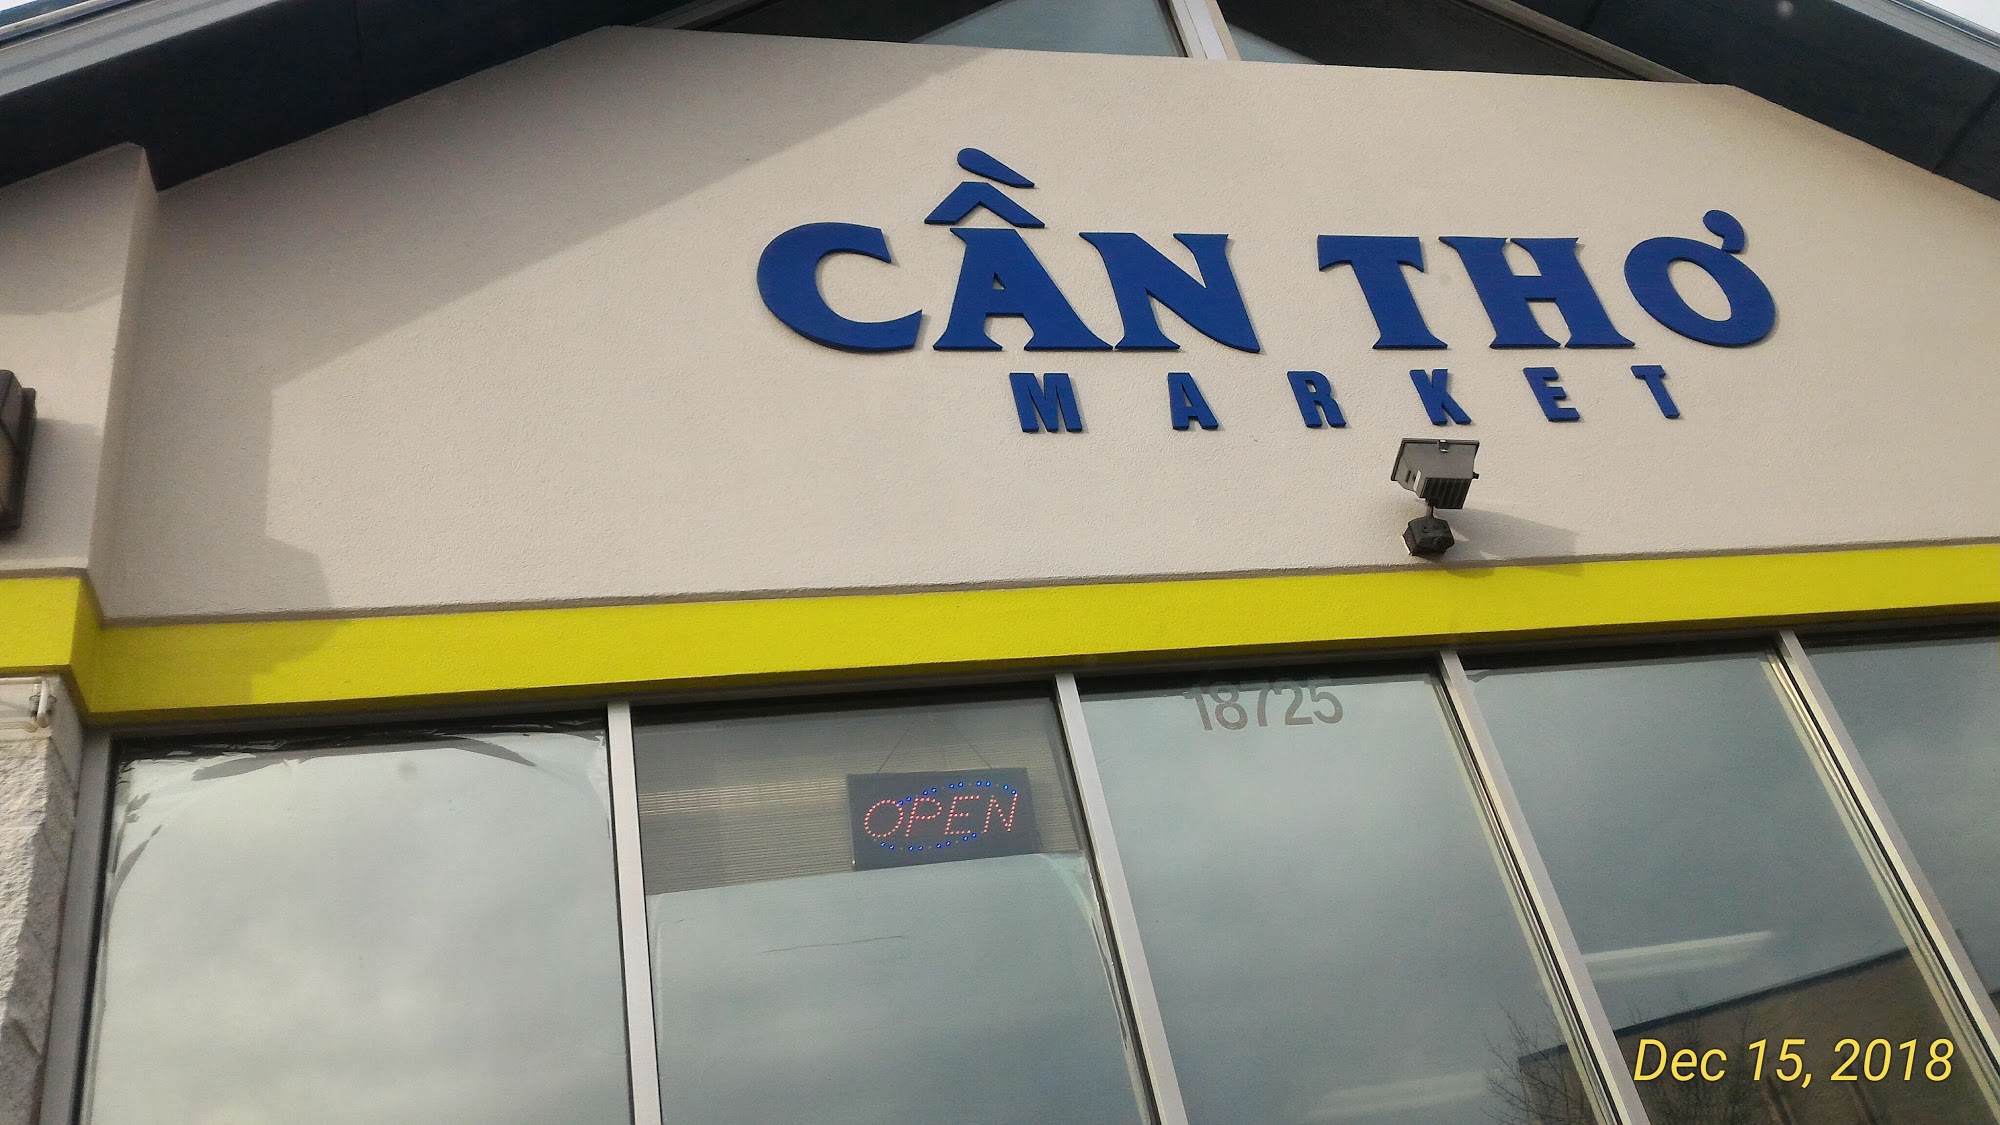 CẦN THƠ
MARKET
18725
OPEN
Dec 15, 2018